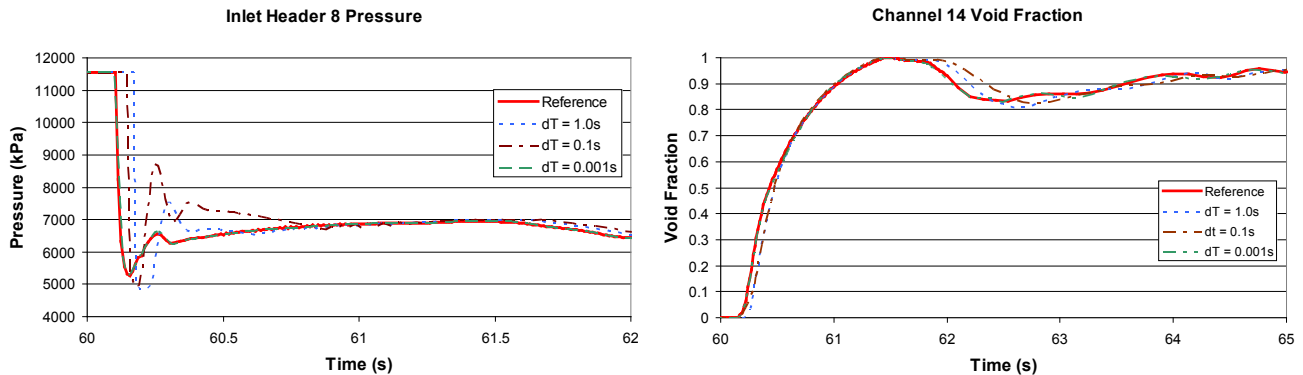 Inlet Header 8 Pressure
12000
11000
10000
9000
8000
7000
6000
5000
4000
Pressure (kPa)
60
60.5
61
61.5
62
Time (s)
Reference
dT = 1.0s
dT = 0.1s
dT = 0.001s
Channel 14 Void Fraction
1
0.9
0.8
0.7
0.6
0.5
0.4
0.3
0.2
0.1
0
Void Fraction
60
61
62
63
64
65
Time (s)
Reference
dT = 1.0s
dt = 0.1s
dT = 0.001s